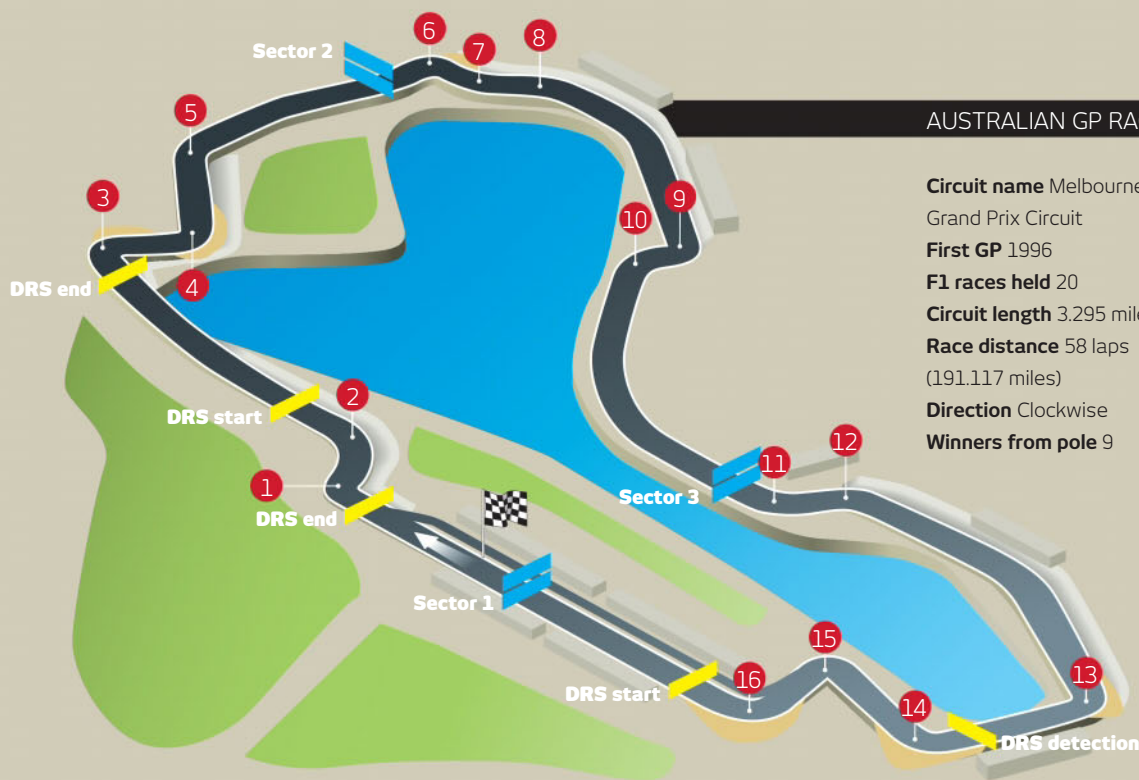 6
7
8
Sector 2
5
AUSTRALIAN GP RA
Circuit name Melbourne
Grand Prix Circuit
First GP 1996
F1 races held 20
Circuit length 3.295 mile
Race distance 58 laps
(191.117 miles)
Direction Clockwise
Winners from pole 9
3
9
10
DRS end
4
2
DRS start
12
11
1
Sector 3
DRS end
Sector 1
15
16
13
DRS start
14
DRS detection